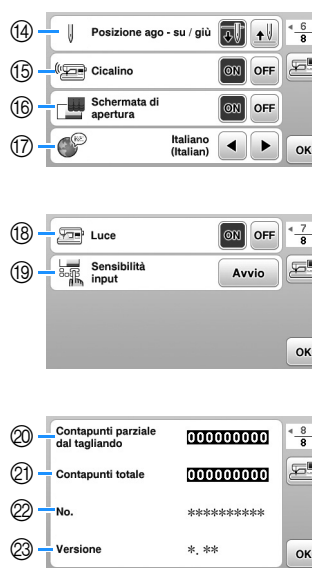 ⑭ Posizione ago - su / giù
6
8
⑮ Cicalino ON OFF
⑯ Schermata di
apertura ON OFF
⑰ Italiano
(Italian)
OK
⑱ Luce ON OFF
7
8
⑲ Sensibilità
input Avvio
OK
⑳ Contapunti parziale
dal tagliando 000000000
8
8
㉑ Contapunti totale 000000000
㉒ No. **********
㉓ Versione *. **
OK